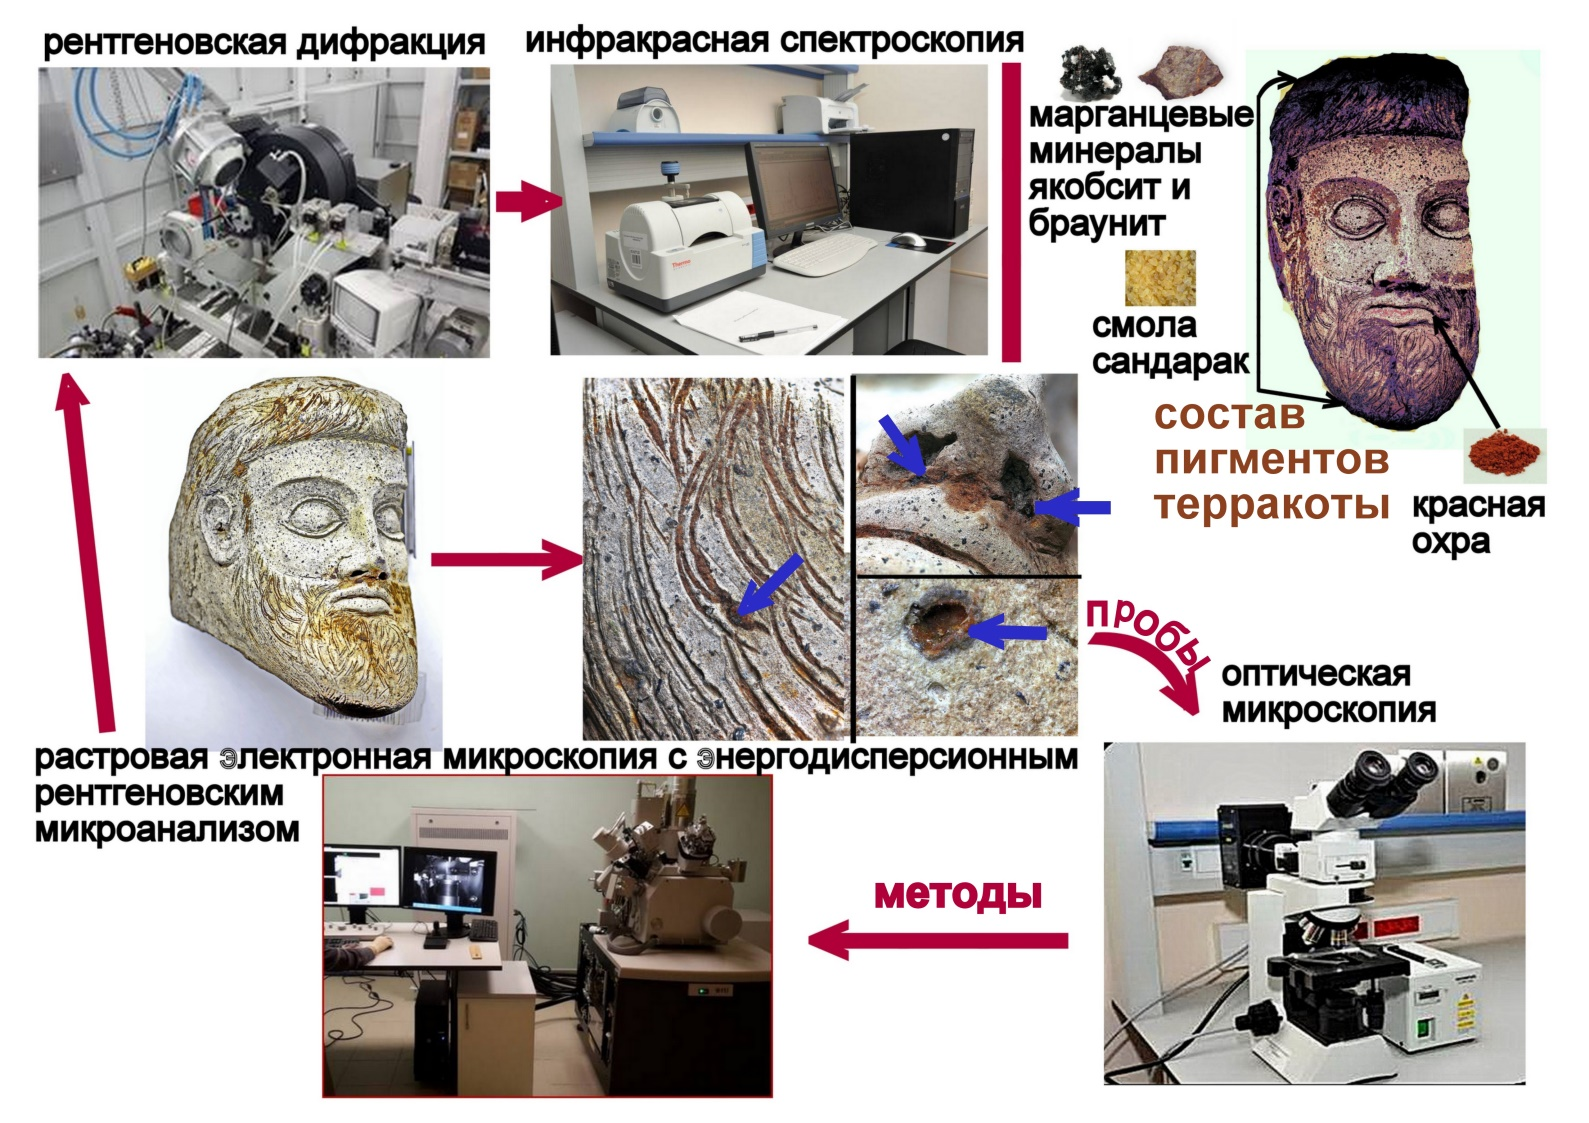 рентгеновская дифракция
инфракрасная спектроскопия
марганцевые
минералы
якобсит и
браунит
смола
сандарак
состав
пигментов
терракоты
красная
охра
пробы
оптическая
микроскопия
растровая электронная микроскопия с энергодисперсионным
рентгеновским
микроанализом
методы
Thermo